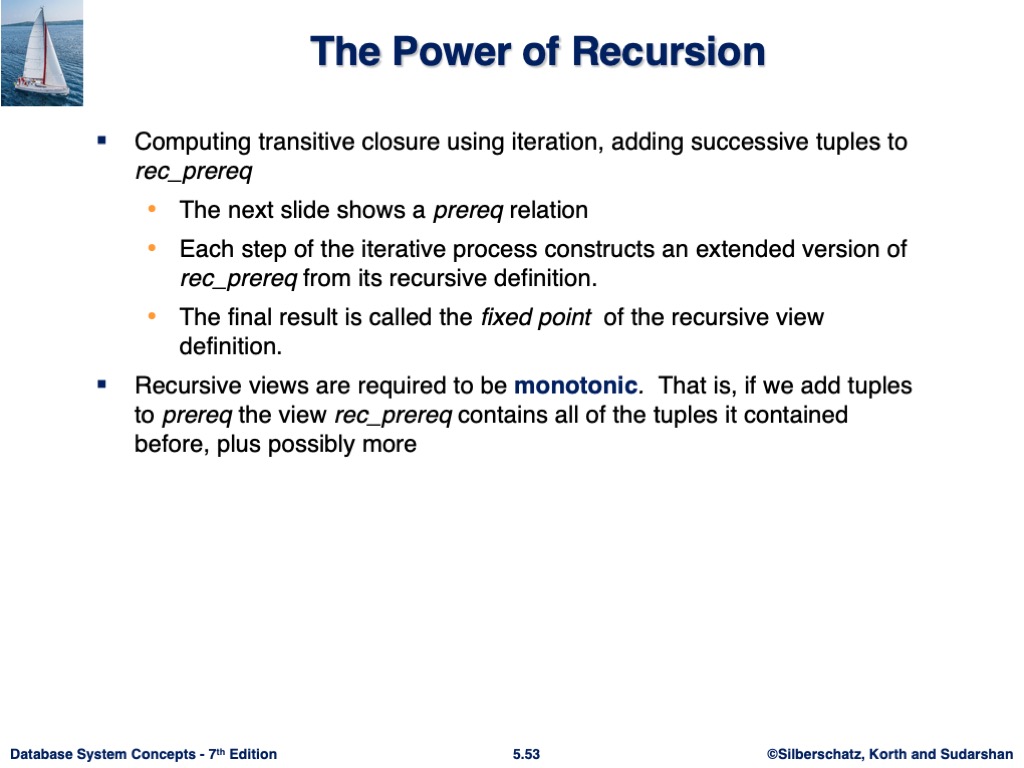 The Power of Recursion
▪ Computing transitive closure using iteration, adding successive tuples to
rec_prereq
• The next slide shows a prereq relation
• Each step of the iterative process constructs an extended version of
rec_prereq from its recursive definition.
• The final result is called the fixed point of the recursive view
definition.
▪ Recursive views are required to be monotonic. That is, if we add tuples
to prereq the view rec_prereq contains all of the tuples it contained
before, plus possibly more
Database System Concepts - 7th Edition
5.53
©Silberschatz, Korth and Sudarshan